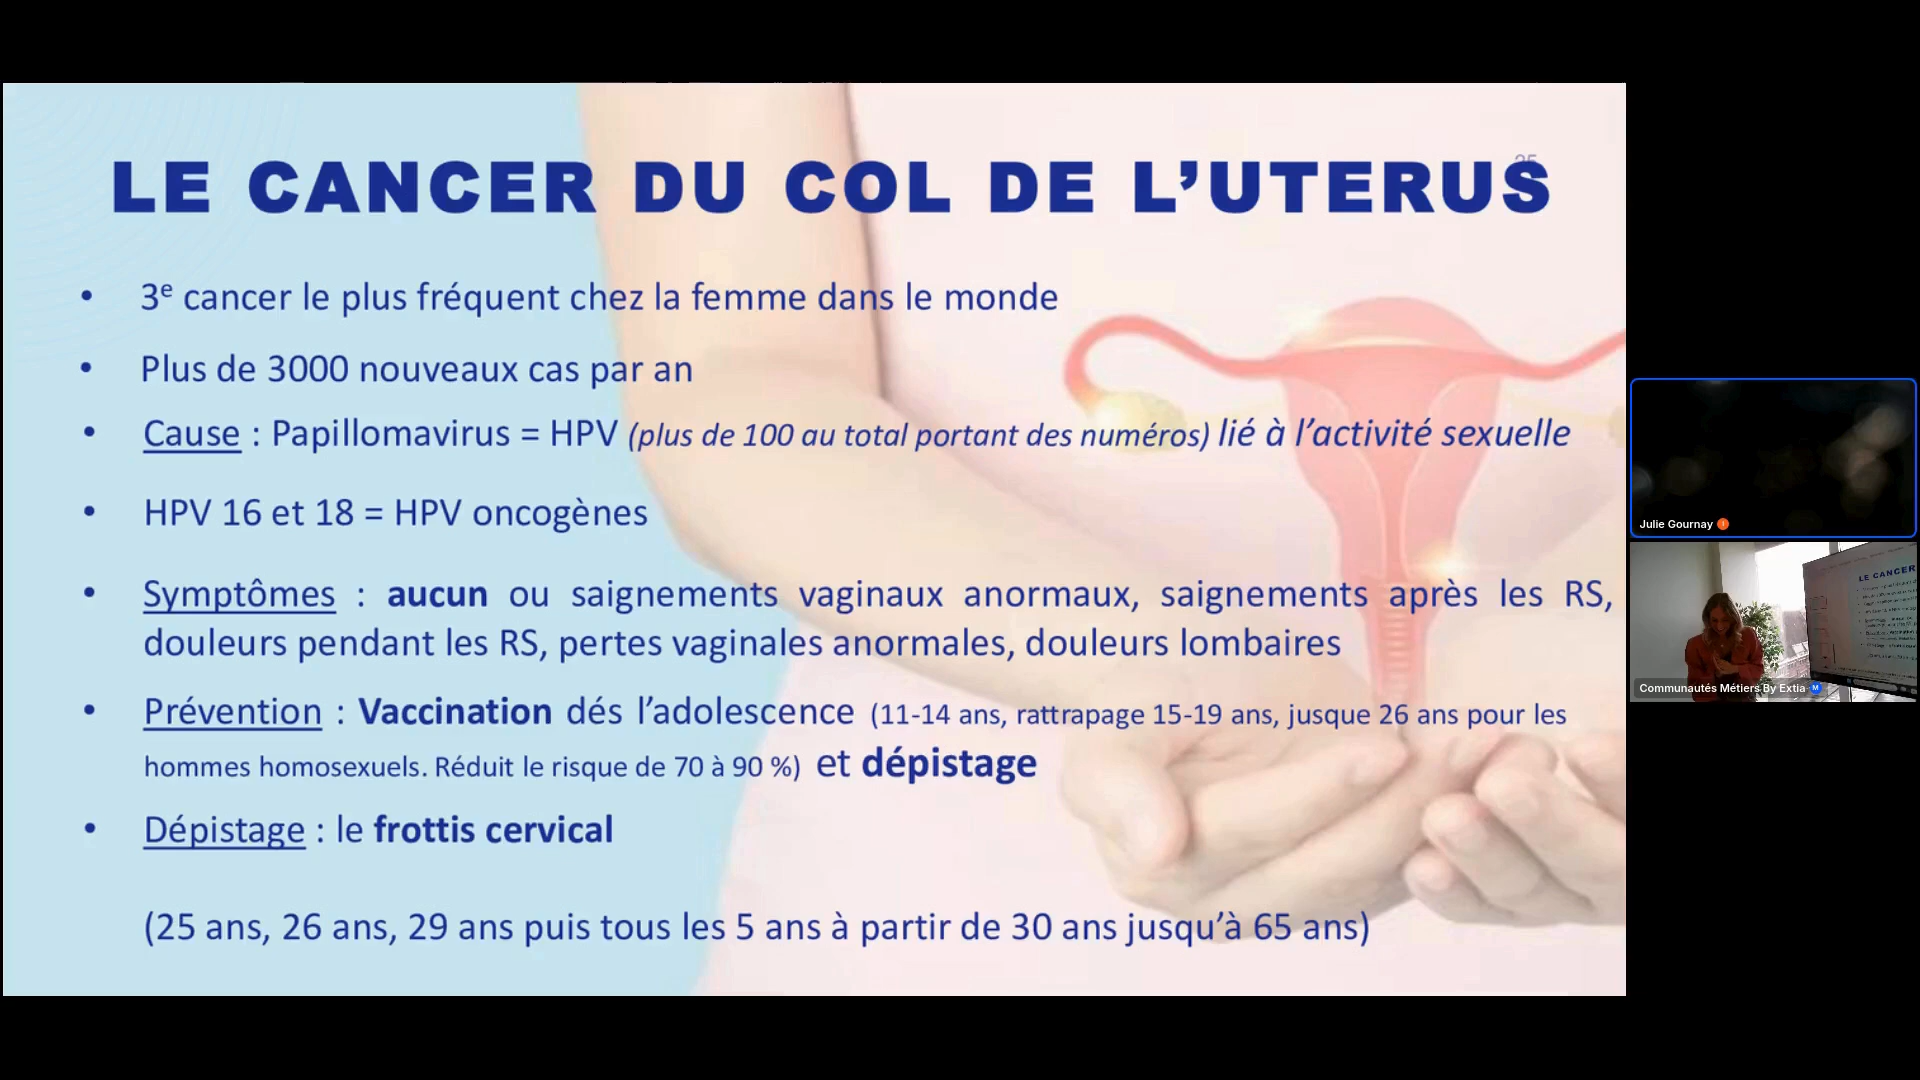 35
LE CANCER DU COL DE L’UTERUS
• 3e cancer le plus fréquent chez la femme dans le monde
• Plus de 3000 nouveaux cas par an
• Cause : Papillomavirus = HPV (plus de 100 au total portant des numéros) lié à l’activité sexuelle
• HPV 16 et 18 = HPV oncogènes
• Symptômes : aucun ou saignements vaginaux anormaux, saignements après les RS,
douleurs pendant les RS, pertes vaginales anormales, douleurs lombaires
• Prévention : Vaccination dés l’adolescence (11-14 ans, rattrapage 15-19 ans, jusque 26 ans pour les
hommes homosexuels. Réduit le risque de 70 à 90 %) et dépistage
• Dépistage : le frottis cervical
(25 ans, 26 ans, 29 ans puis tous les 5 ans à partir de 30 ans jusqu’à 65 ans)
Julie Gournay
LE CANCER
Communautés Métiers By Extia M